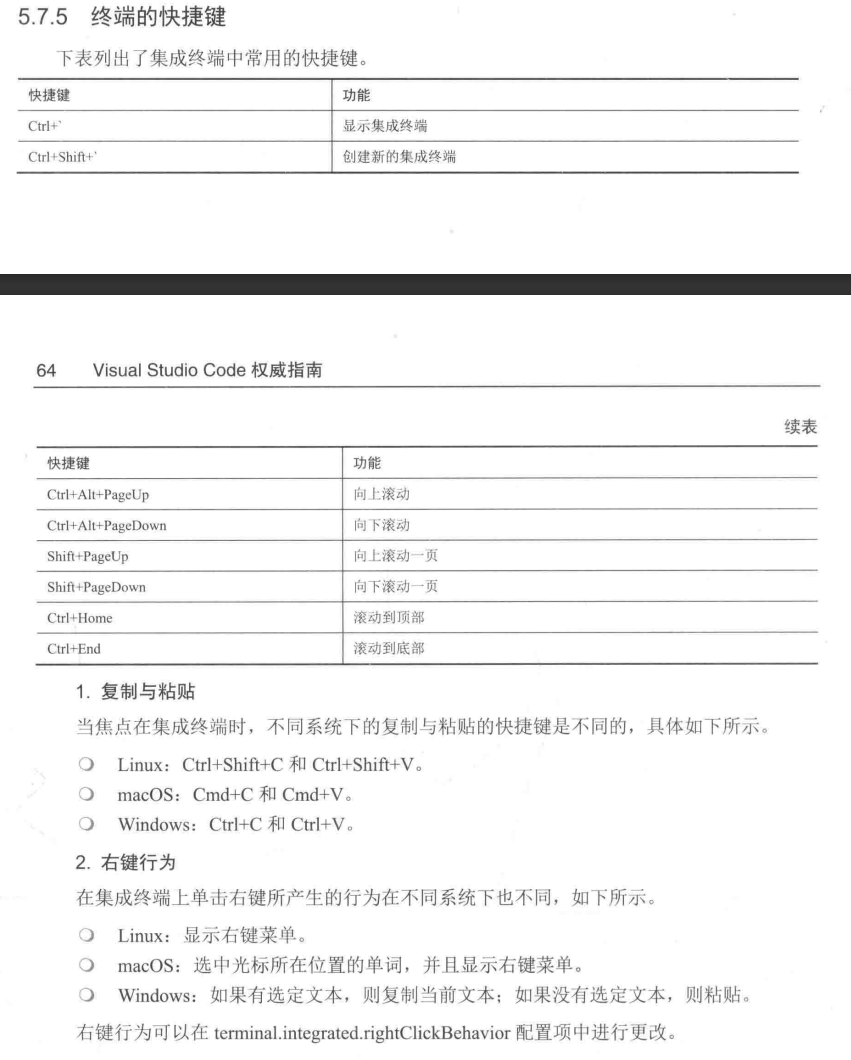 5.7.5 终端的快捷键
下表列出了集成终端中常用的快捷键。
快捷键 功能
Ctrl+` 显示集成终端
Ctrl+Shift+` 创建新的集成终端
64 Visual Studio Code 权威指南
续表
快捷键 功能
Ctrl+Alt+PageUp 向上滚动
Ctrl+Alt+PageDown 向下滚动
Shift+PageUp 向上滚动一页
Shift+PageDown 向下滚动一页
Ctrl+Home 滚动到顶部
Ctrl+End 滚动到底部
1. 复制与粘贴
当焦点在集成终端时，不同系统下的复制与粘贴的快捷键是不同的，具体如下所示。
❍ Linux：Ctrl+Shift+C 和 Ctrl+Shift+V。
❍ macOS：Cmd+C 和 Cmd+V。
❍ Windows：Ctrl+C 和 Ctrl+V。
2. 右键行为
在集成终端上单击右键所产生的行为在不同系统下也不同，如下所示。
❍ Linux：显示右键菜单。
❍ macOS：选中光标所在位置的单词，并且显示右键菜单。
❍ Windows：如果有选定文本，则复制当前文本；如果没有选定文本，则粘贴。
右键行为可以在 terminal.integrated.rightClickBehavior 配置项中进行更改。